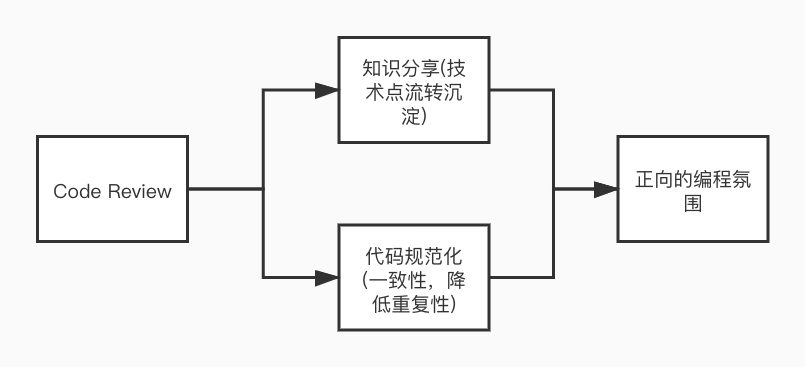 Code Review
知识分享(技
术点流转沉
淀)
代码规范化
(一致性，降
低重复性)
正向的编程氛
围